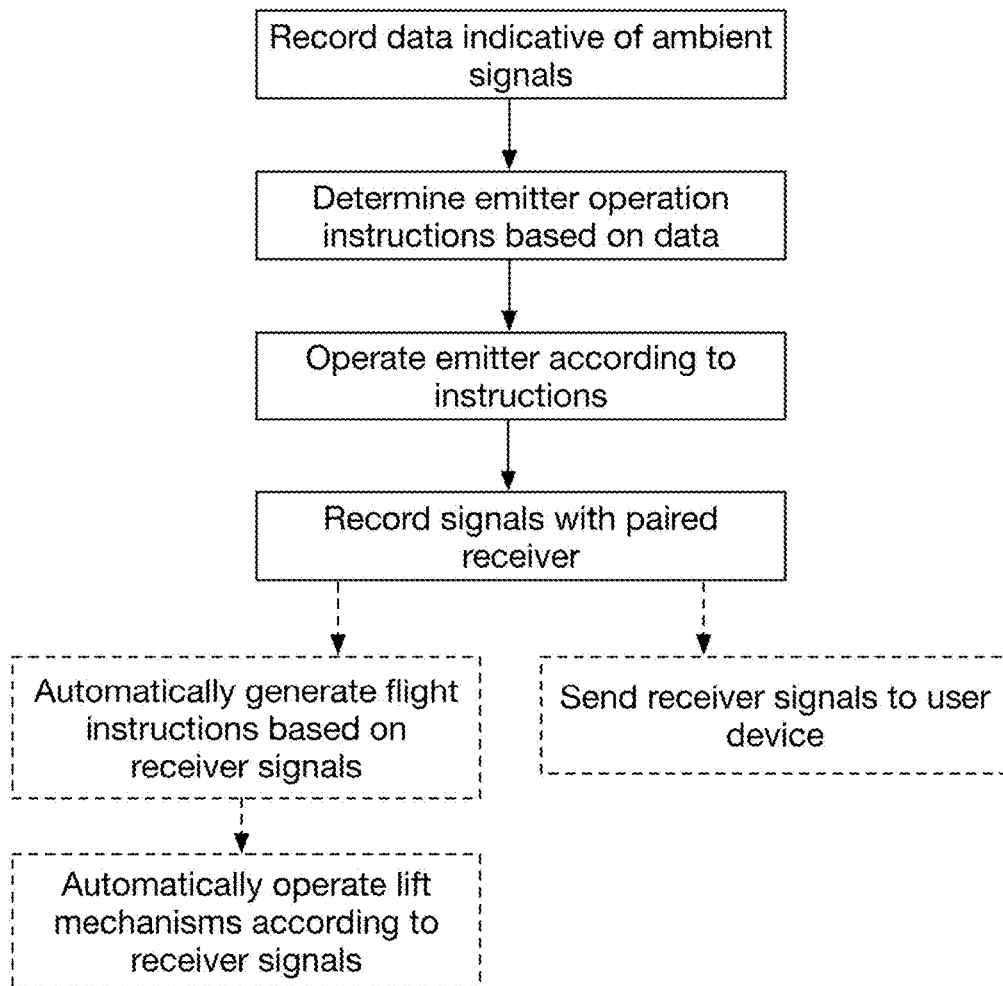 Record data indicative of ambient
signals
Determine emitter operation
instructions based on data
Operate emitter according to
instructions
Record signals with paired
receiver
Automatically generate flight
instructions based on
receiver signals
Send receiver signals to user
device
Automatically operate lift
mechanisms according to
receiver signals